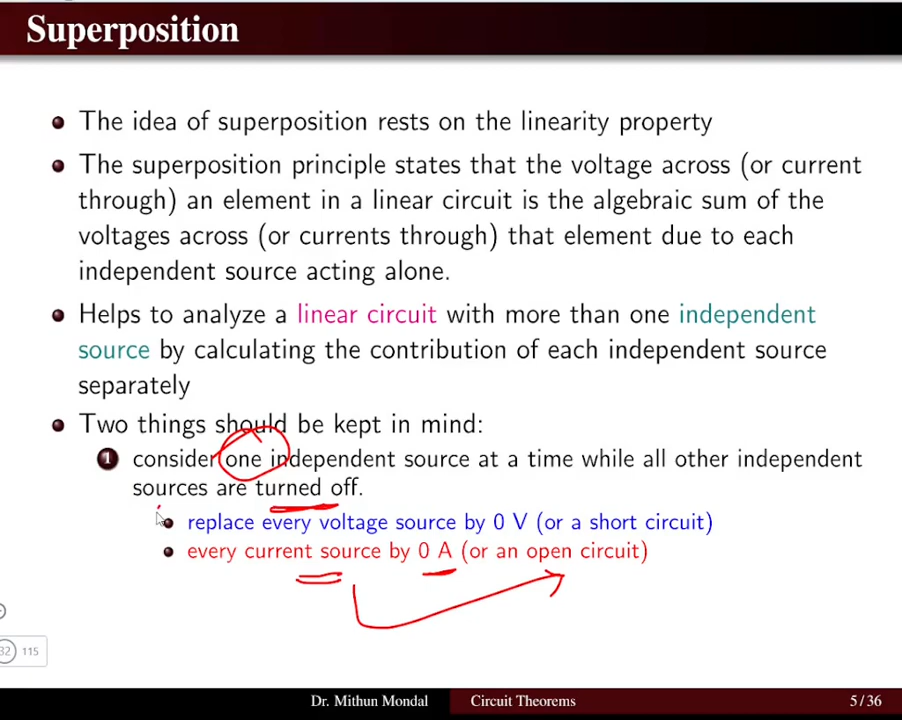 Superposition
The idea of superposition rests on the linearity property
The superposition principle states that the voltage across (or current
through) an element in a linear circuit is the algebraic sum of the
voltages across (or currents through) that element due to each
independent source acting alone.
Helps to analyze a linear circuit with more than one independent
source by calculating the contribution of each independent source
separately
Two things should be kept in mind:
1 consider one independent source at a time while all other independent
sources are turned off.
replace every voltage source by 0 V (or a short circuit)
every current source by 0 A (or an open circuit)
32 115
Dr. Mithun Mondal Circuit Theorems 5/36